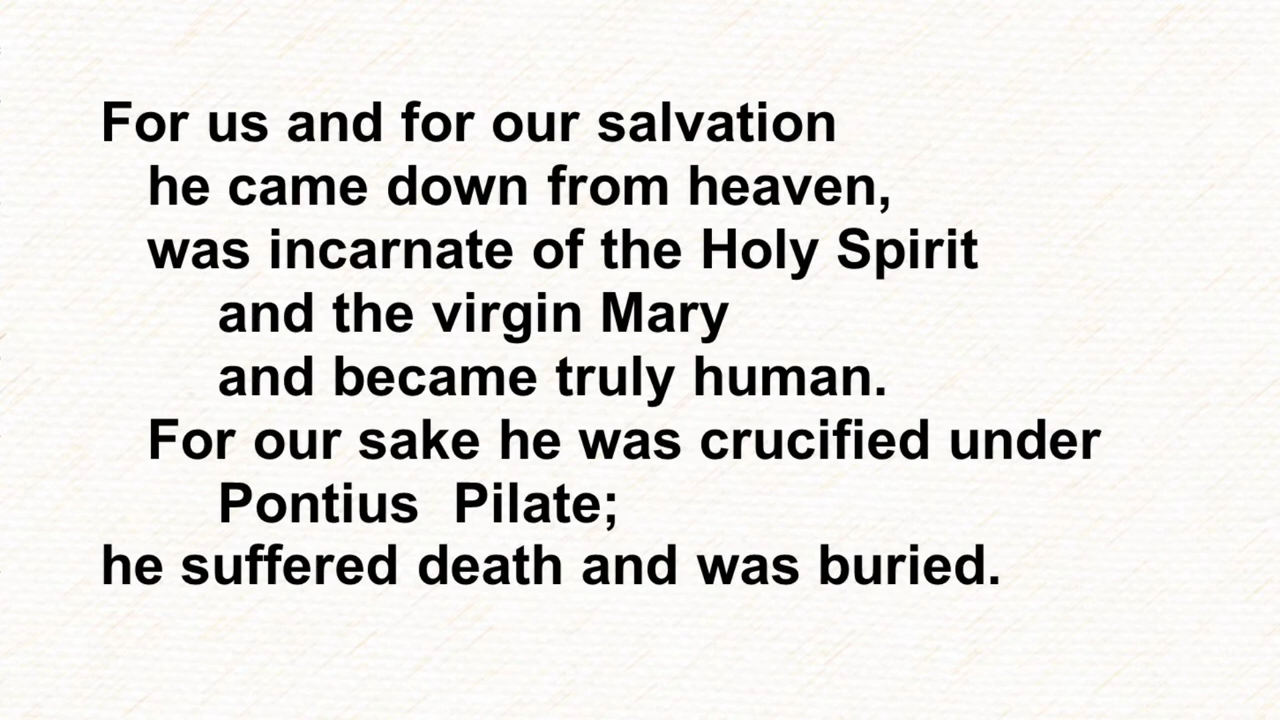 For us and for our salvation
he came down from heaven,
was incarnate of the Holy Spirit
and the virgin Mary
and became truly human.
For our sake he was crucified under
Pontius  Pilate;
he suffered death and was buried.